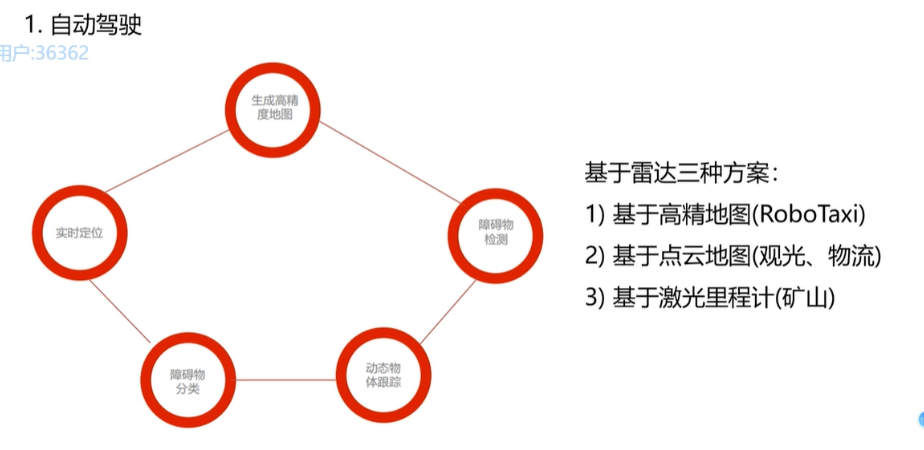 1. 自动驾驶
用户:36362
生成高精
度地图
实时定位
障碍物
检测
障碍物
分类
动态物
体跟踪
基于雷达三种方案：
1) 基于高精地图(RoboTaxi)
2) 基于点云地图(观光、物流)
3) 基于激光里程计(矿山)